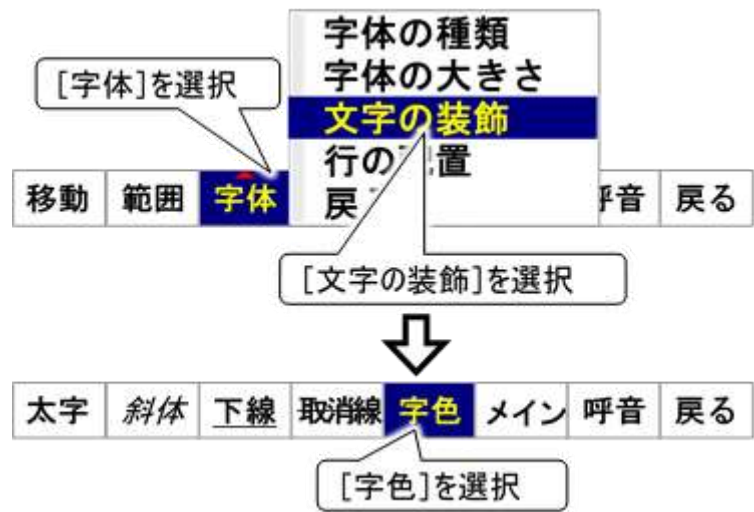 字体の種類
[字体]を選択
字体の大きさ
文字の装飾
行の 置
移動 範囲 字体 戻 音 戻る
[文字の装飾]を選択
太字 斜体 下線 取消線 字色 メイン 呼音 戻る
[字色]を選択